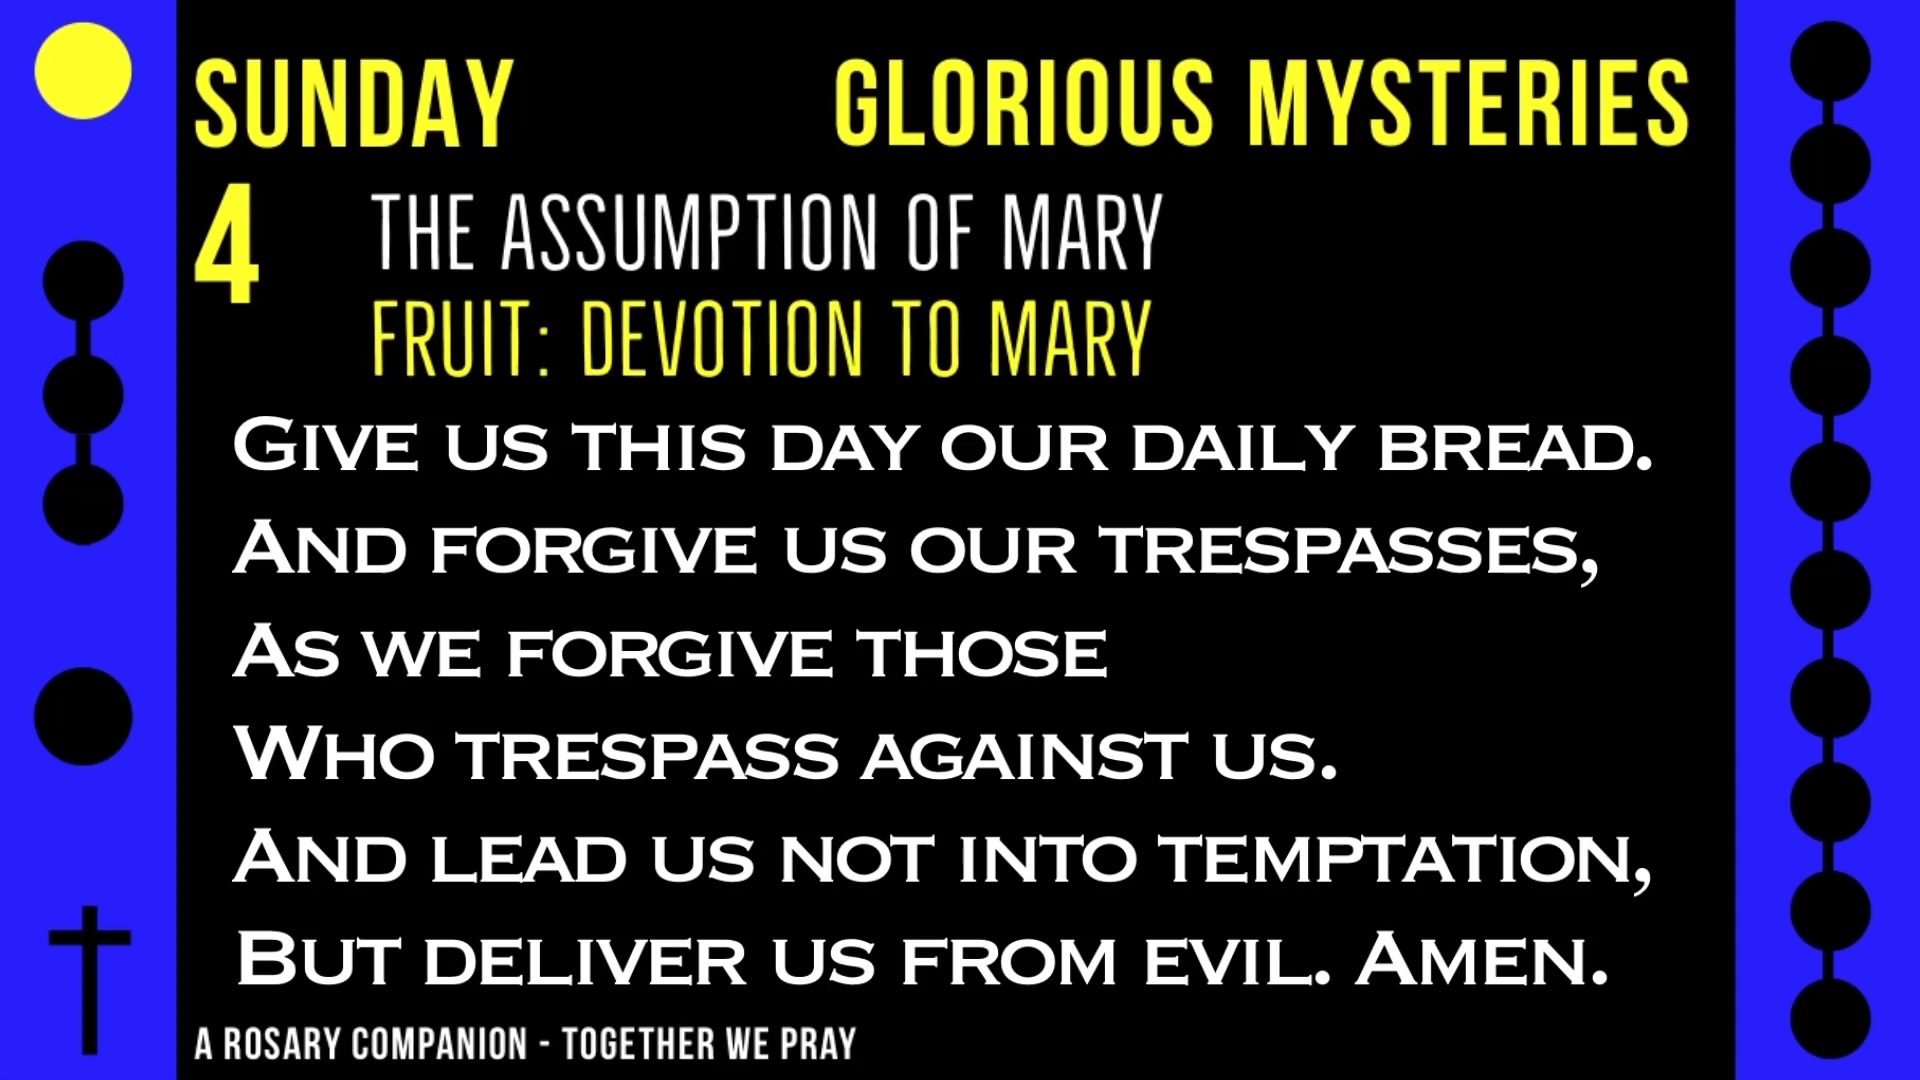 SUNDAY GLORIOUS MYSTERIES
4 THE ASSUMPTION OF MARY
FRUIT: DEVOTION TO MARY
GIVE US THIS DAY OUR DAILY BREAD.
AND FORGIVE US OUR TRESPASSES,
AS WE FORGIVE THOSE
WHO TRESPASS AGAINST US.
AND LEAD US NOT INTO TEMPTATION,
BUT DELIVER US FROM EVIL. AMEN.
A ROSARY COMPANION - TOGETHER WE PRAY